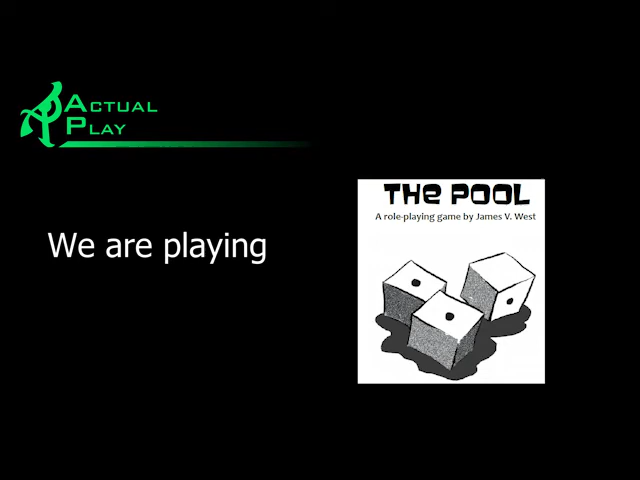 Actual
Play
We are playing
THE POOL
A role-playing game by James V. West